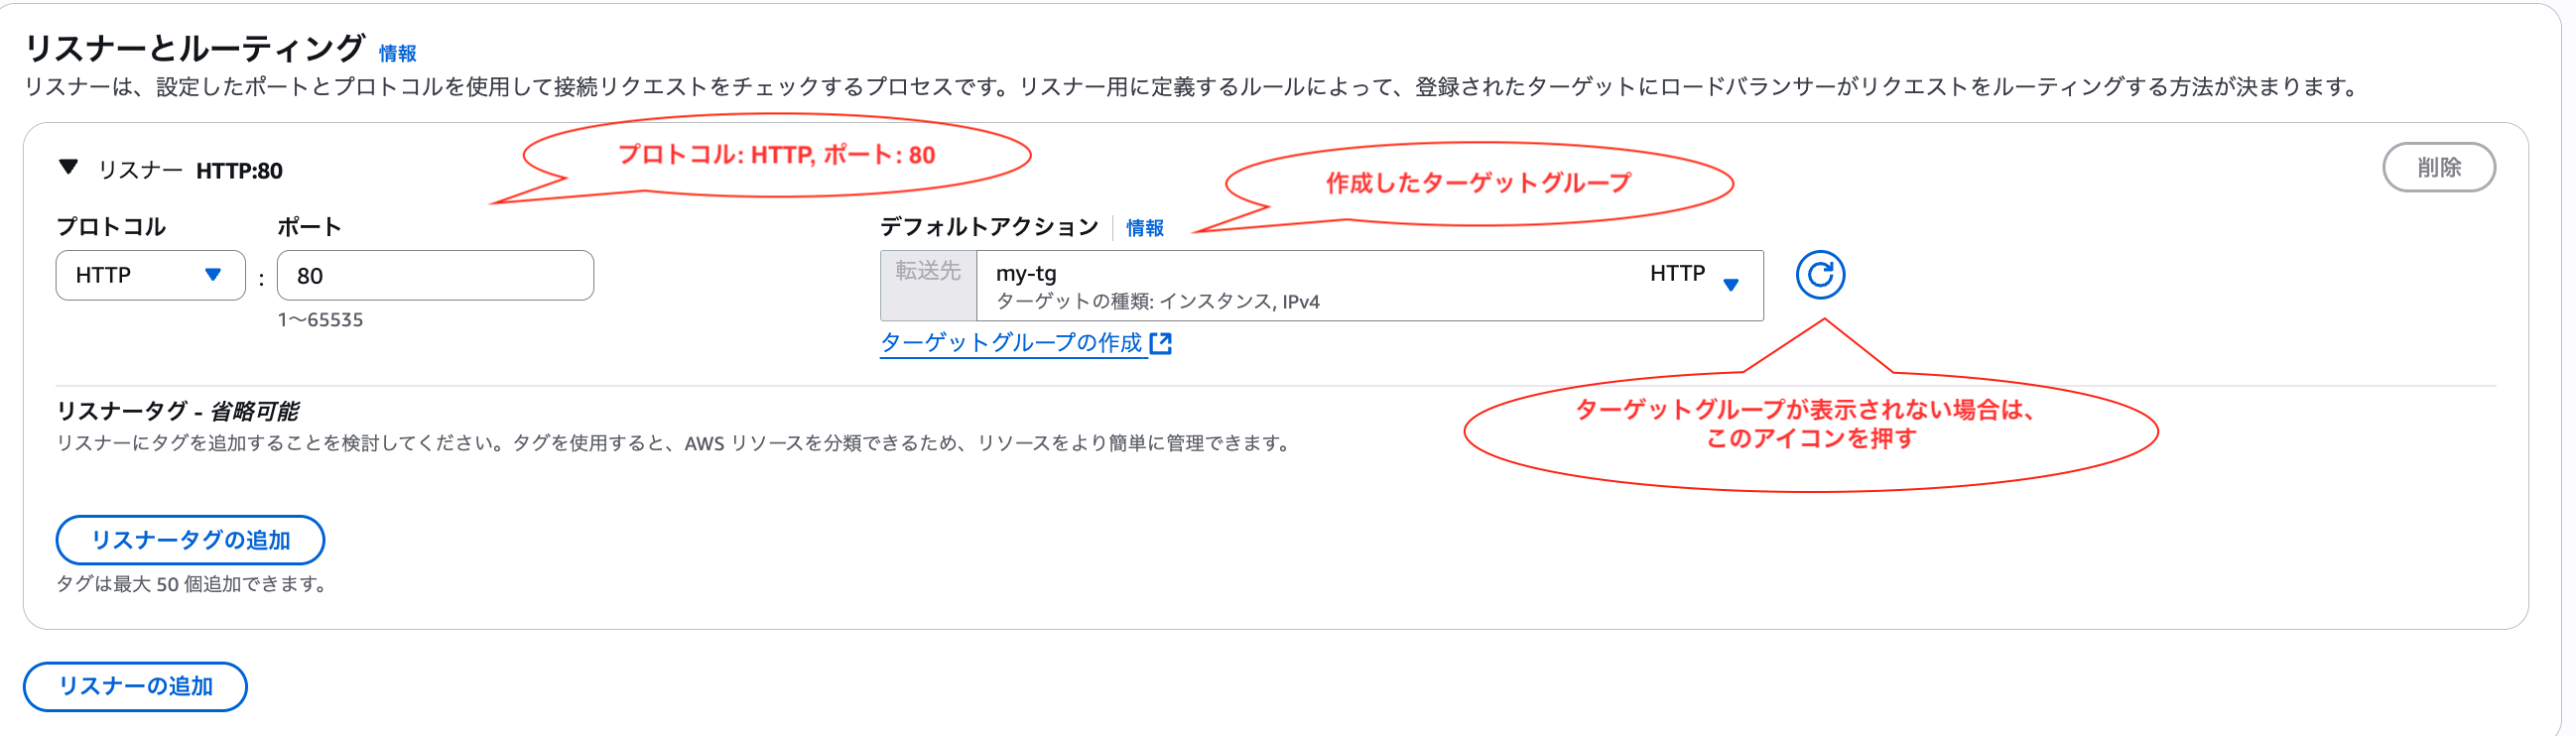 リスナーとルーティング 情報
リスナーは、設定したポートとプロトコルを使用して接続リクエストをチェックするプロセスです。リスナー用に定義するルールによって、登録されたターゲットにロードバランサーがリクエストをルーティングする方法が決まります。
プロトコル: HTTP, ポート: 80
作成したターゲットグループ
リスナー HTTP:80
削除
プロトコル
ポート
デフォルトアクション 情報
HTTP
:
80
転送先
my-tg
HTTP
ターゲットの種類: インスタンス, IPv4
1〜65535
ターゲットグループの作成
ターゲットグループが表示されない場合は、
このアイコンを押す
リスナータグ - 省略可能
リスナーにタグを追加することを検討してください。タグを使用すると、AWS リソースを分類できるため、リソースをより簡単に管理できます。
リスナータグの追加
タグは最大 50 個追加できます。
リスナーの追加